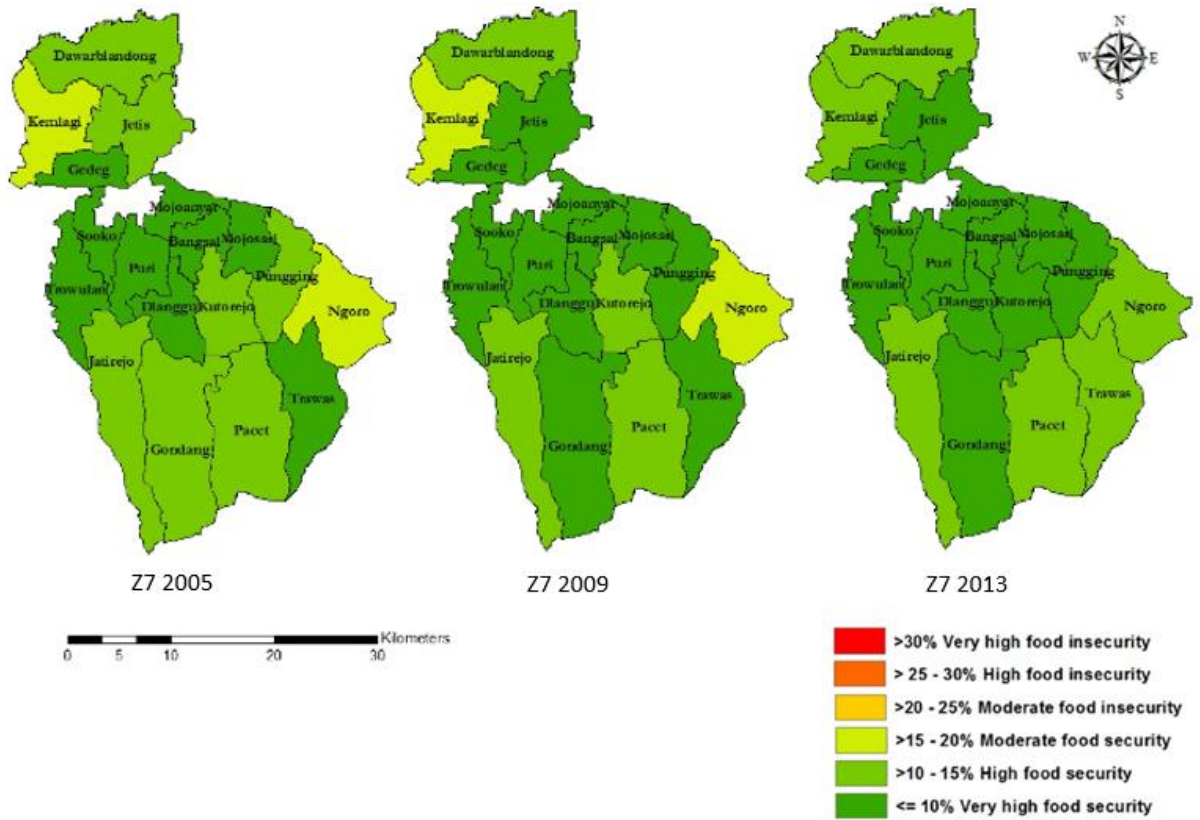 Dawarblandong
Kemlagi
Jetis
Gedeg
Mojoanyar
Sooko
Bangsal
Mojosari
Puri
Pungging
Trowulan
Dlanggu
Kutorejo
Ngoro
Jatirejo
Trawas
Pacet
Gondang
Z7 2005
Dawarblandong
Kemlagi
Jetis
Gedeg
Mojoanyar
Sooko
Bangsal
Mojosari
Puri
Pungging
Trowulan
Dlanggu
Kutorejo
Ngoro
Jatirejo
Trawas
Pacet
Gondang
Z7 2009
N
W
E
S
Dawarblandong
Kemlagi
Jetis
Gedeg
Mojoanyar
Sooko
Bangsal
Mojosari
Puri
Pungging
Trowulan
Dlanggu
Kutorejo
Ngoro
Jatirejo
Trawas
Pacet
Gondang
Z7 2013
Kilometers
0 5 10 20 30
>30% Very high food insecurity
> 25 - 30% High food insecurity
>20 - 25% Moderate food insecurity
>15 - 20% Moderate food security
>10 - 15% High food security
<= 10% Very high food security